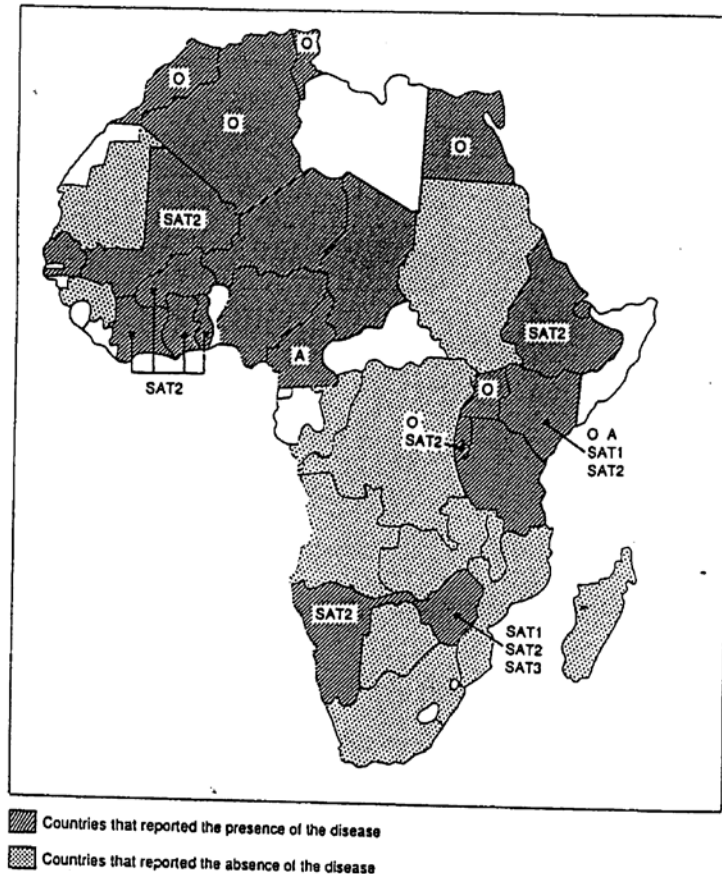 O
O
O
O
SAT2
SAT2
A
SAT2
O
O
SAT2
O A
SAT1
SAT2
SAT2
SAT1
SAT2
SAT3
Countries that reported the presence of the disease
Countries that reported the absence of the disease